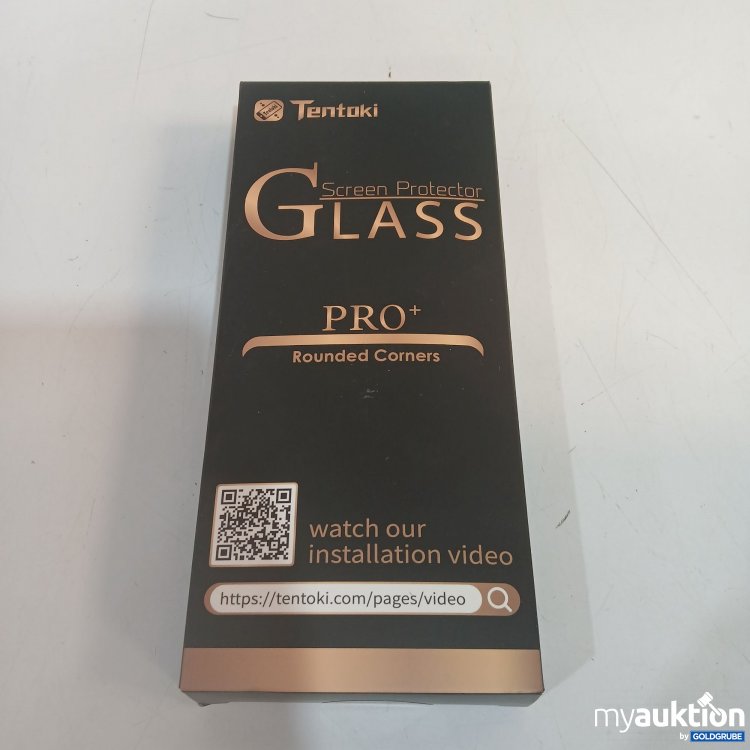 Tentoki
Screen Protector
GLASS
PRO+
Rounded Corners
watch our
installation video
https://tentoki.com/pages/video
myauktion
by GOLDGRUBE